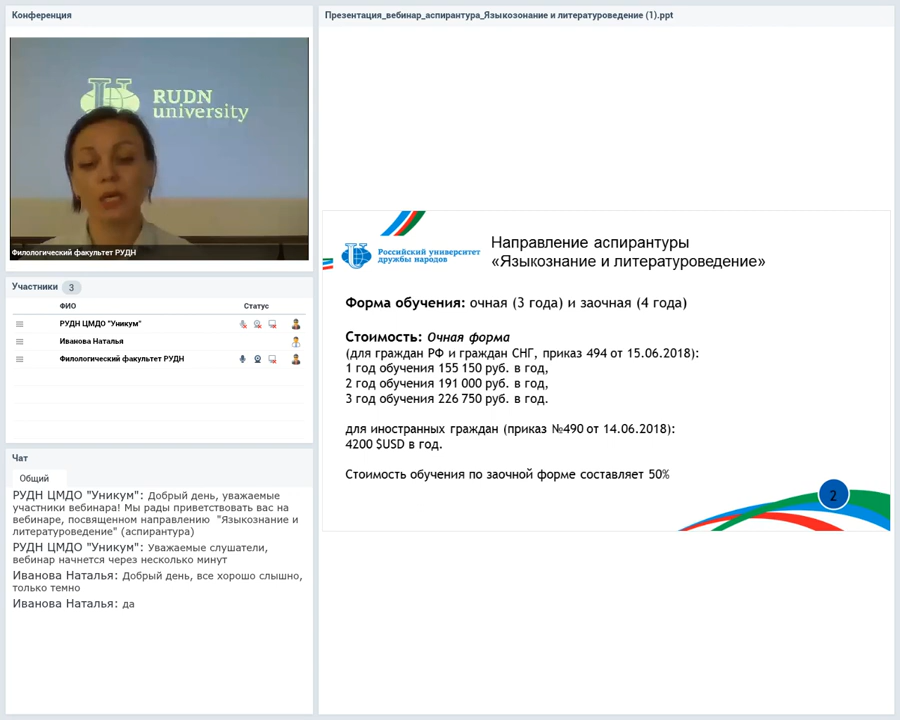 Конференция
RUDN
university
Филологический факультет РУДН
Участники 3
ФИО Статус
РУДН ЦМДО "Уникум"
Иванова Наталья
Филологический факультет РУДН
Чат
Общий
РУДН ЦМДО "Уникум": Добрый день, уважаемые
участники вебинара! Мы рады приветствовать вас на
вебинаре, посвященном направлению "Языкознание и
литературоведение" (аспирантура)
РУДН ЦМДО "Уникум": Уважаемые слушатели,
вебинар начнется через несколько минут
Иванова Наталья: Добрый день, все хорошо слышно,
только темно
Иванова Наталья: да
Презентация_вебинар_аспирантура_Языкозонание и литературоведение (1).ppt
Российский университет
дружбы народов
Направление аспирантуры
«Языкознание и литературоведение»
Форма обучения: очная (3 года) и заочная (4 года)
Стоимость: Очная форма
(для граждан РФ и граждан СНГ, приказ 494 от 15.06.2018):
1 год обучения 155 150 руб. в год,
2 год обучения 191 000 руб. в год,
3 год обучения 226 750 руб. в год.
для иностранных граждан (приказ №490 от 14.06.2018):
4200 $USD в год.
Стоимость обучения по заочной форме составляет 50%
2